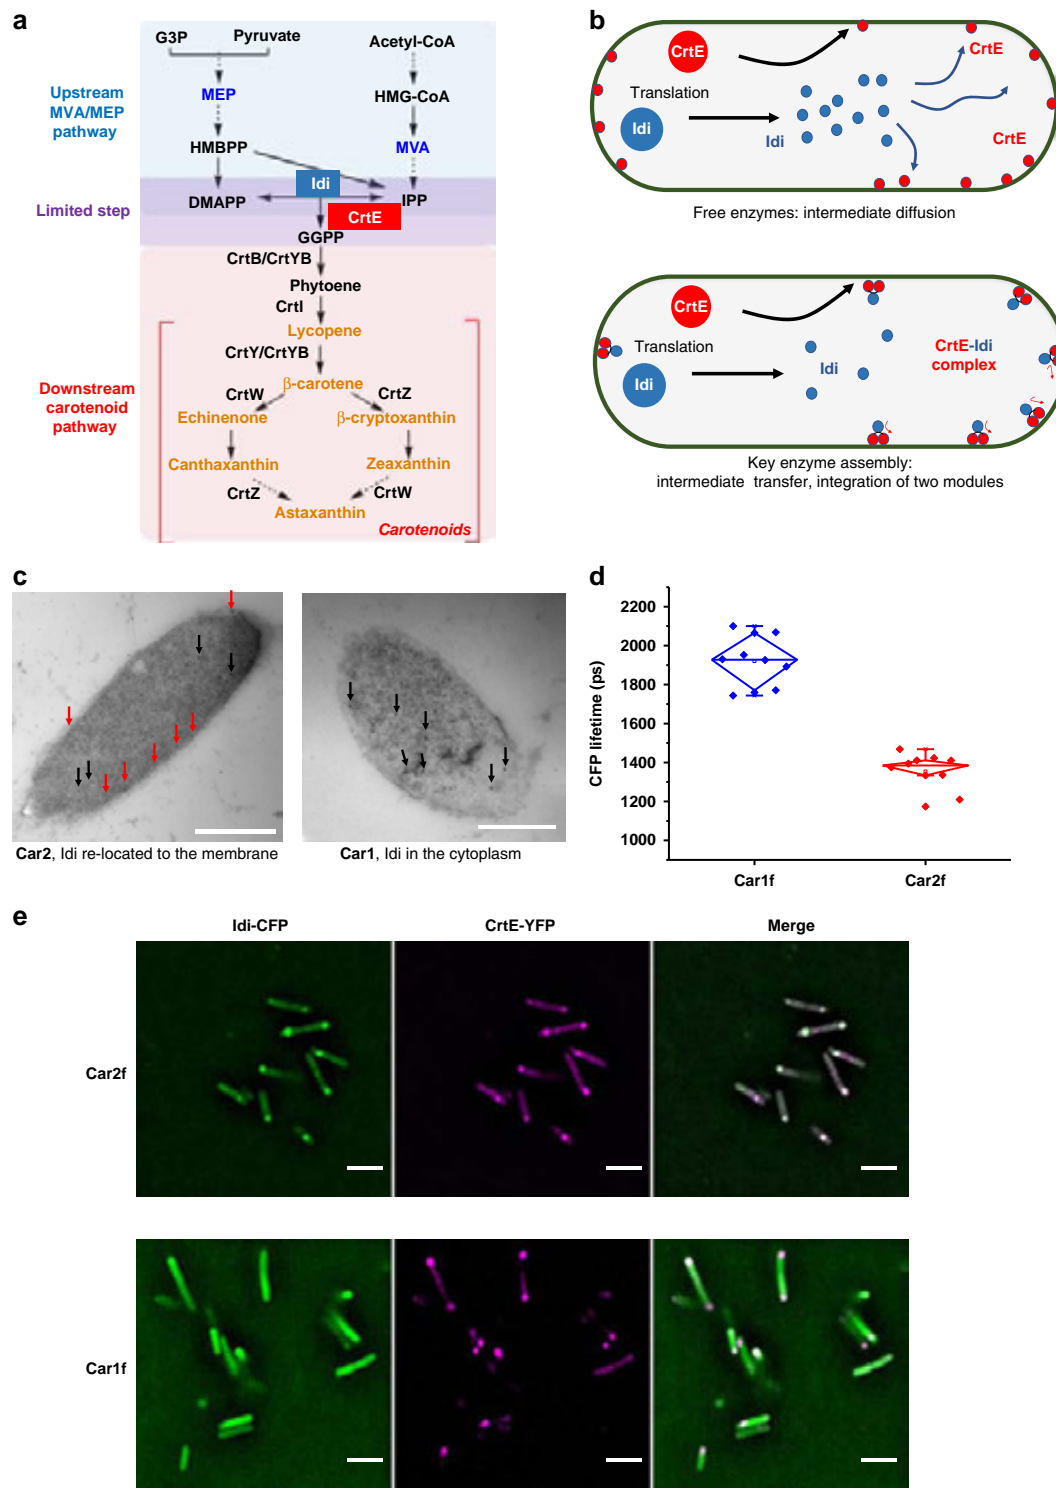 a
G3P
Pyruvate
Acetyl-CoA
Upstream
MVA/MEP
pathway
MEP
HMG-CoA
HMBPP
MVA
Idi
Limited step
DMAPP
IPP
CrtE
GGPP
CrtB/CrtYB
Phytoene
CrtI
Lycopene
CrtY/CrtYB
Downstream
carotenoid
pathway
β-carotene
CrtW
CrtZ
Echinenone
β-cryptoxanthin
Canthaxanthin
Zeaxanthin
CrtZ
CrtW
Astaxanthin
Carotenoids
b
CrtE
CrtE
Translation
Idi
Idi
CrtE
Free enzymes: intermediate diffusion
CrtE
Translation
Idi
Idi
CrtE-Idi
complex
Key enzyme assembly:
intermediate transfer, integration of two modules
c
Car2, Idi re-located to the membrane
Car1, Idi in the cytoplasm
d
CFP lifetime (ps)
2200
2000
1800
1600
1400
1200
1000
Car1f
Car2f
e
Idi-CFP
CrtE-YFP
Merge
Car2f
Car1f